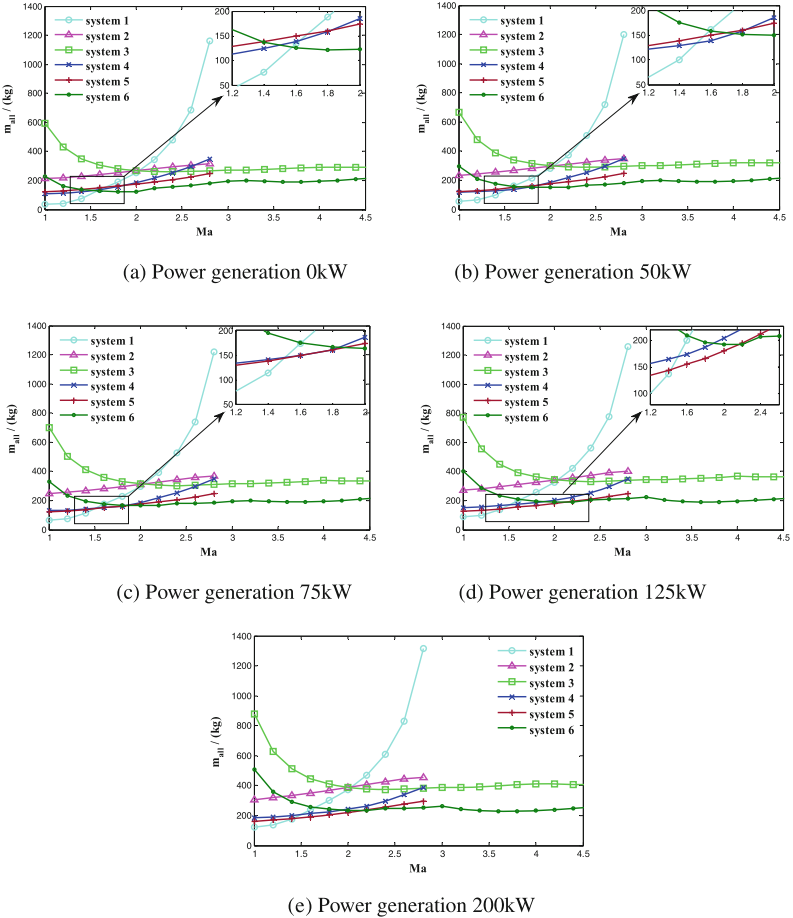 1400
1200
1000
800
600
400
200
0
m_all / (kg)
system 1
system 2
system 3
system 4
system 5
system 6
200
150
100
50
1.2 1.4 1.6 1.8 2
1 1.5 2 2.5 3 3.5 4 4.5
Ma
(a) Power generation 0kW
1400
1200
1000
800
600
400
200
0
m_all / (kg)
system 1
system 2
system 3
system 4
system 5
system 6
200
150
100
50
1.2 1.4 1.6 1.8 2
1 1.5 2 2.5 3 3.5 4 4.5
Ma
(b) Power generation 50kW
1400
1200
1000
800
600
400
200
0
m_all / (kg)
system 1
system 2
system 3
system 4
system 5
system 6
200
150
100
50
1.2 1.4 1.6 1.8 2
1 1.5 2 2.5 3 3.5 4 4.5
Ma
(c) Power generation 75kW
1400
1200
1000
800
600
400
200
0
m_all / (kg)
system 1
system 2
system 3
system 4
system 5
system 6
200
150
100
1.2 1.6 2 2.4
1 1.5 2 2.5 3 3.5 4 4.5
Ma
(d) Power generation 125kW
1400
1200
1000
800
600
400
200
0
m_all / (kg)
system 1
system 2
system 3
system 4
system 5
system 6
1 1.5 2 2.5 3 3.5 4 4.5
Ma
(e) Power generation 200kW